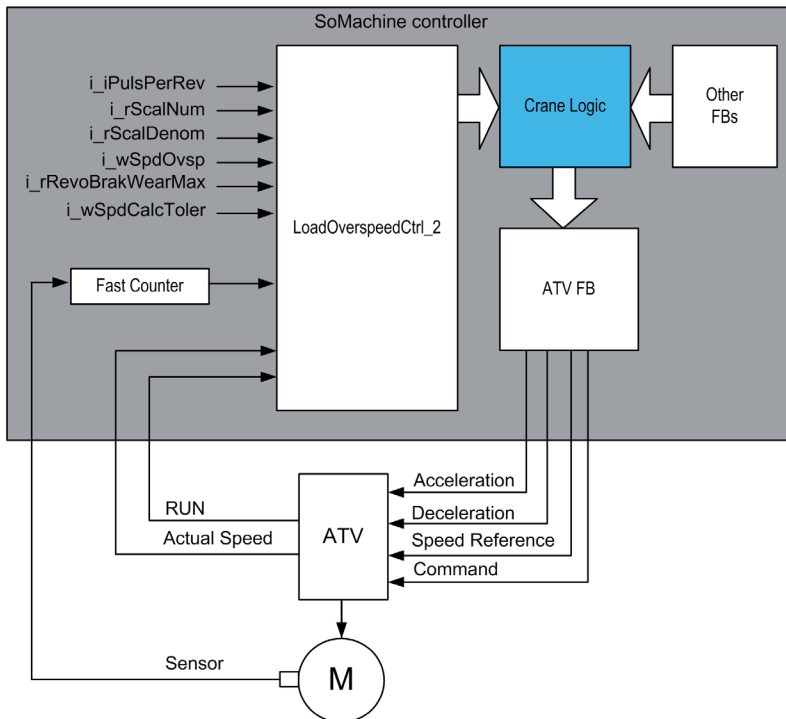 SoMachine controller
i_iPulsPerRev
i_rScalNum
i_rScalDenom
i_wSpdOvsp
i_rRevoBrakWearMax
i_wSpdCalcToler
Fast Counter
LoadOverspeedCtrl_2
Crane Logic
Other
FBs
ATV FB
RUN
Actual Speed
ATV
Acceleration
Deceleration
Speed Reference
Command
Sensor
M